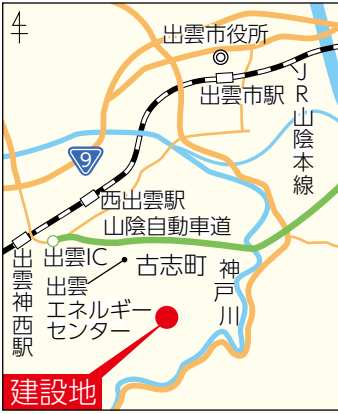 出雲市役所
出雲市駅
JR山陰本線
9
西出雲駅
山陰自動車道
出雲IC
古志町
神戸川
出雲
エネルギー
センター
出雲神西駅
建設地